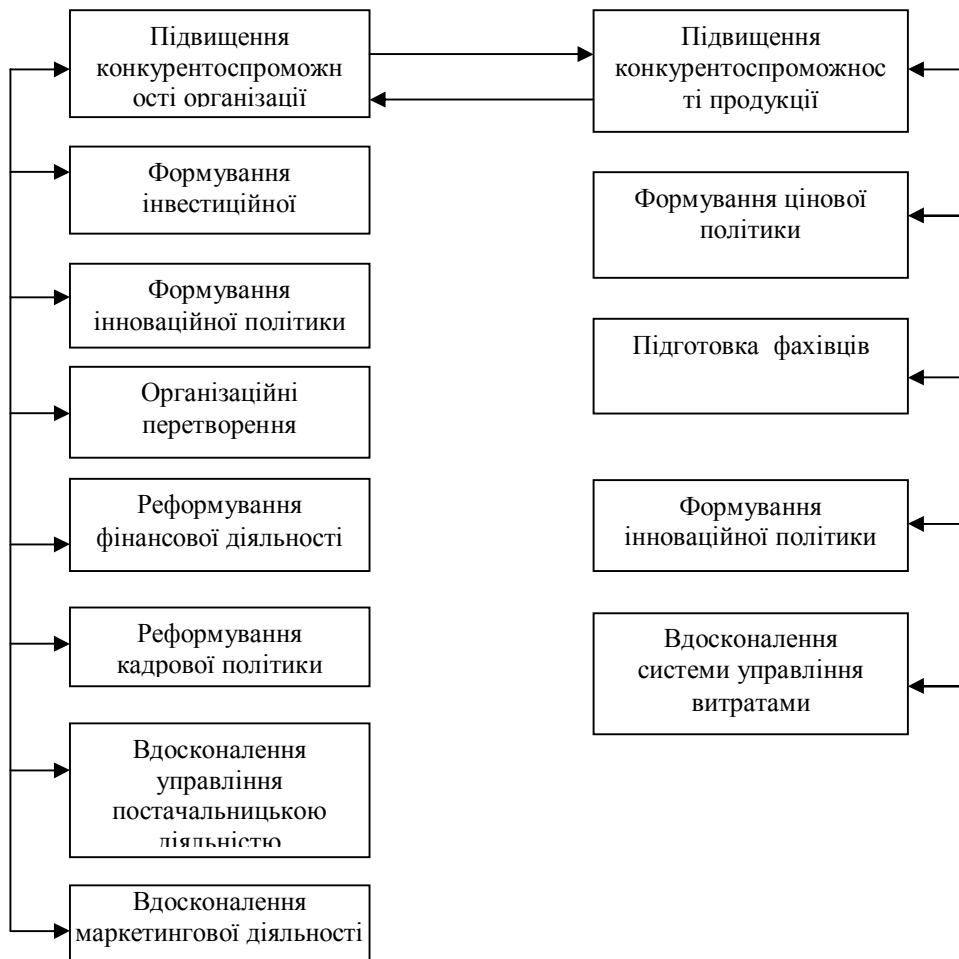 Підвищення
конкурентоспроможн
ості організації
Формування
інвестиційної
Формування
інноваційної політики
Організаційні
перетворення
Реформування
фінансової діяльності
Реформування
кадрової політики
Вдосконалення
управління
постачальницькою
діяльністю
Вдосконалення
маркетингової діяльності
Підвищення
конкурентоспроможнос
ті продукції
Формування цінової
політики
Підготовка фахівців
Формування
інноваційної політики
Вдосконалення
системи управління
витратами